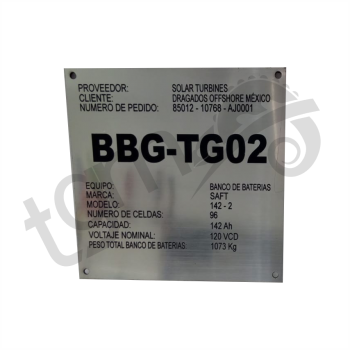 PROVEEDOR: SOLAR TURBINES
CLIENTE: DRAGADOS OFFSHORE MÉXICO
NUMERO DE PEDIDO: 85012 - 10768 - AJ0001
BBG-TG02
EQUIPO: BANCO DE BATERIAS
MARCA: SAFT
MODELO: 142 - 2
NUMERO DE CELDAS: 96
CAPACIDAD: 142 Ah
VOLTAJE NOMINAL: 120 VCD
PESO TOTAL BANCO DE BATERIAS: 1073 Kg